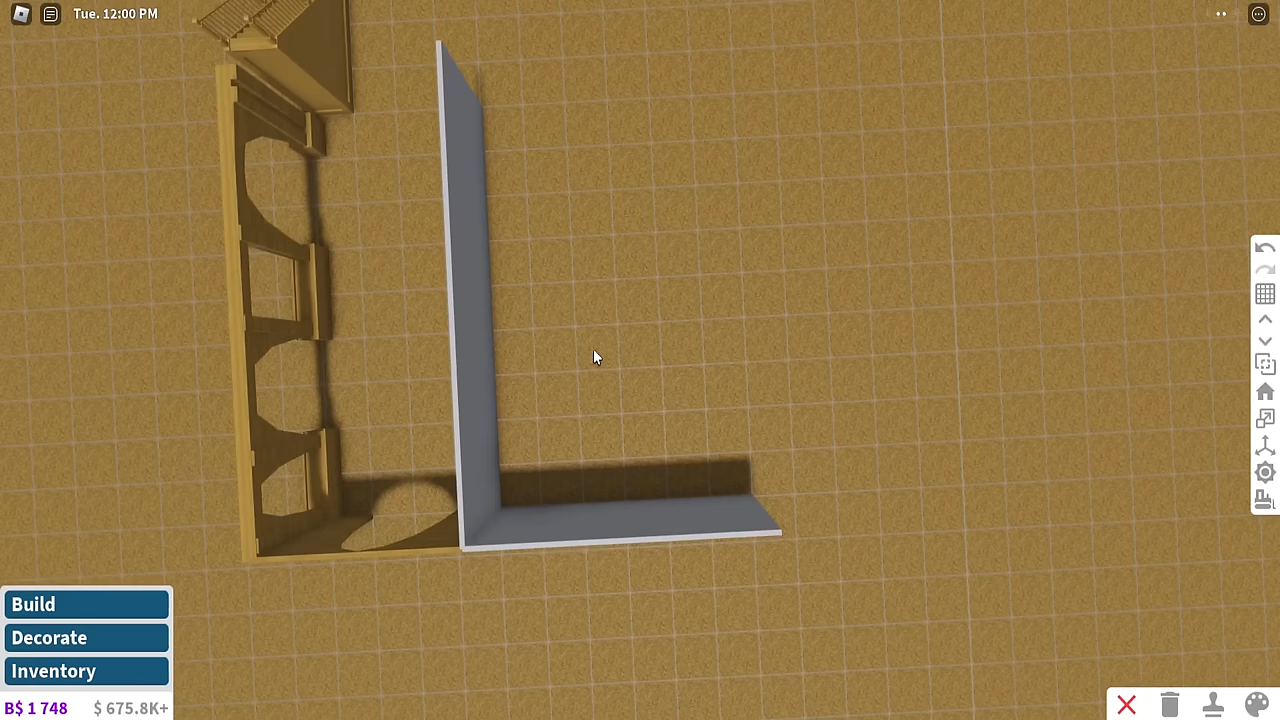 Tue. 12:00 PM
Build
Decorate
Inventory
B$ 1 748 $ 675.8K+